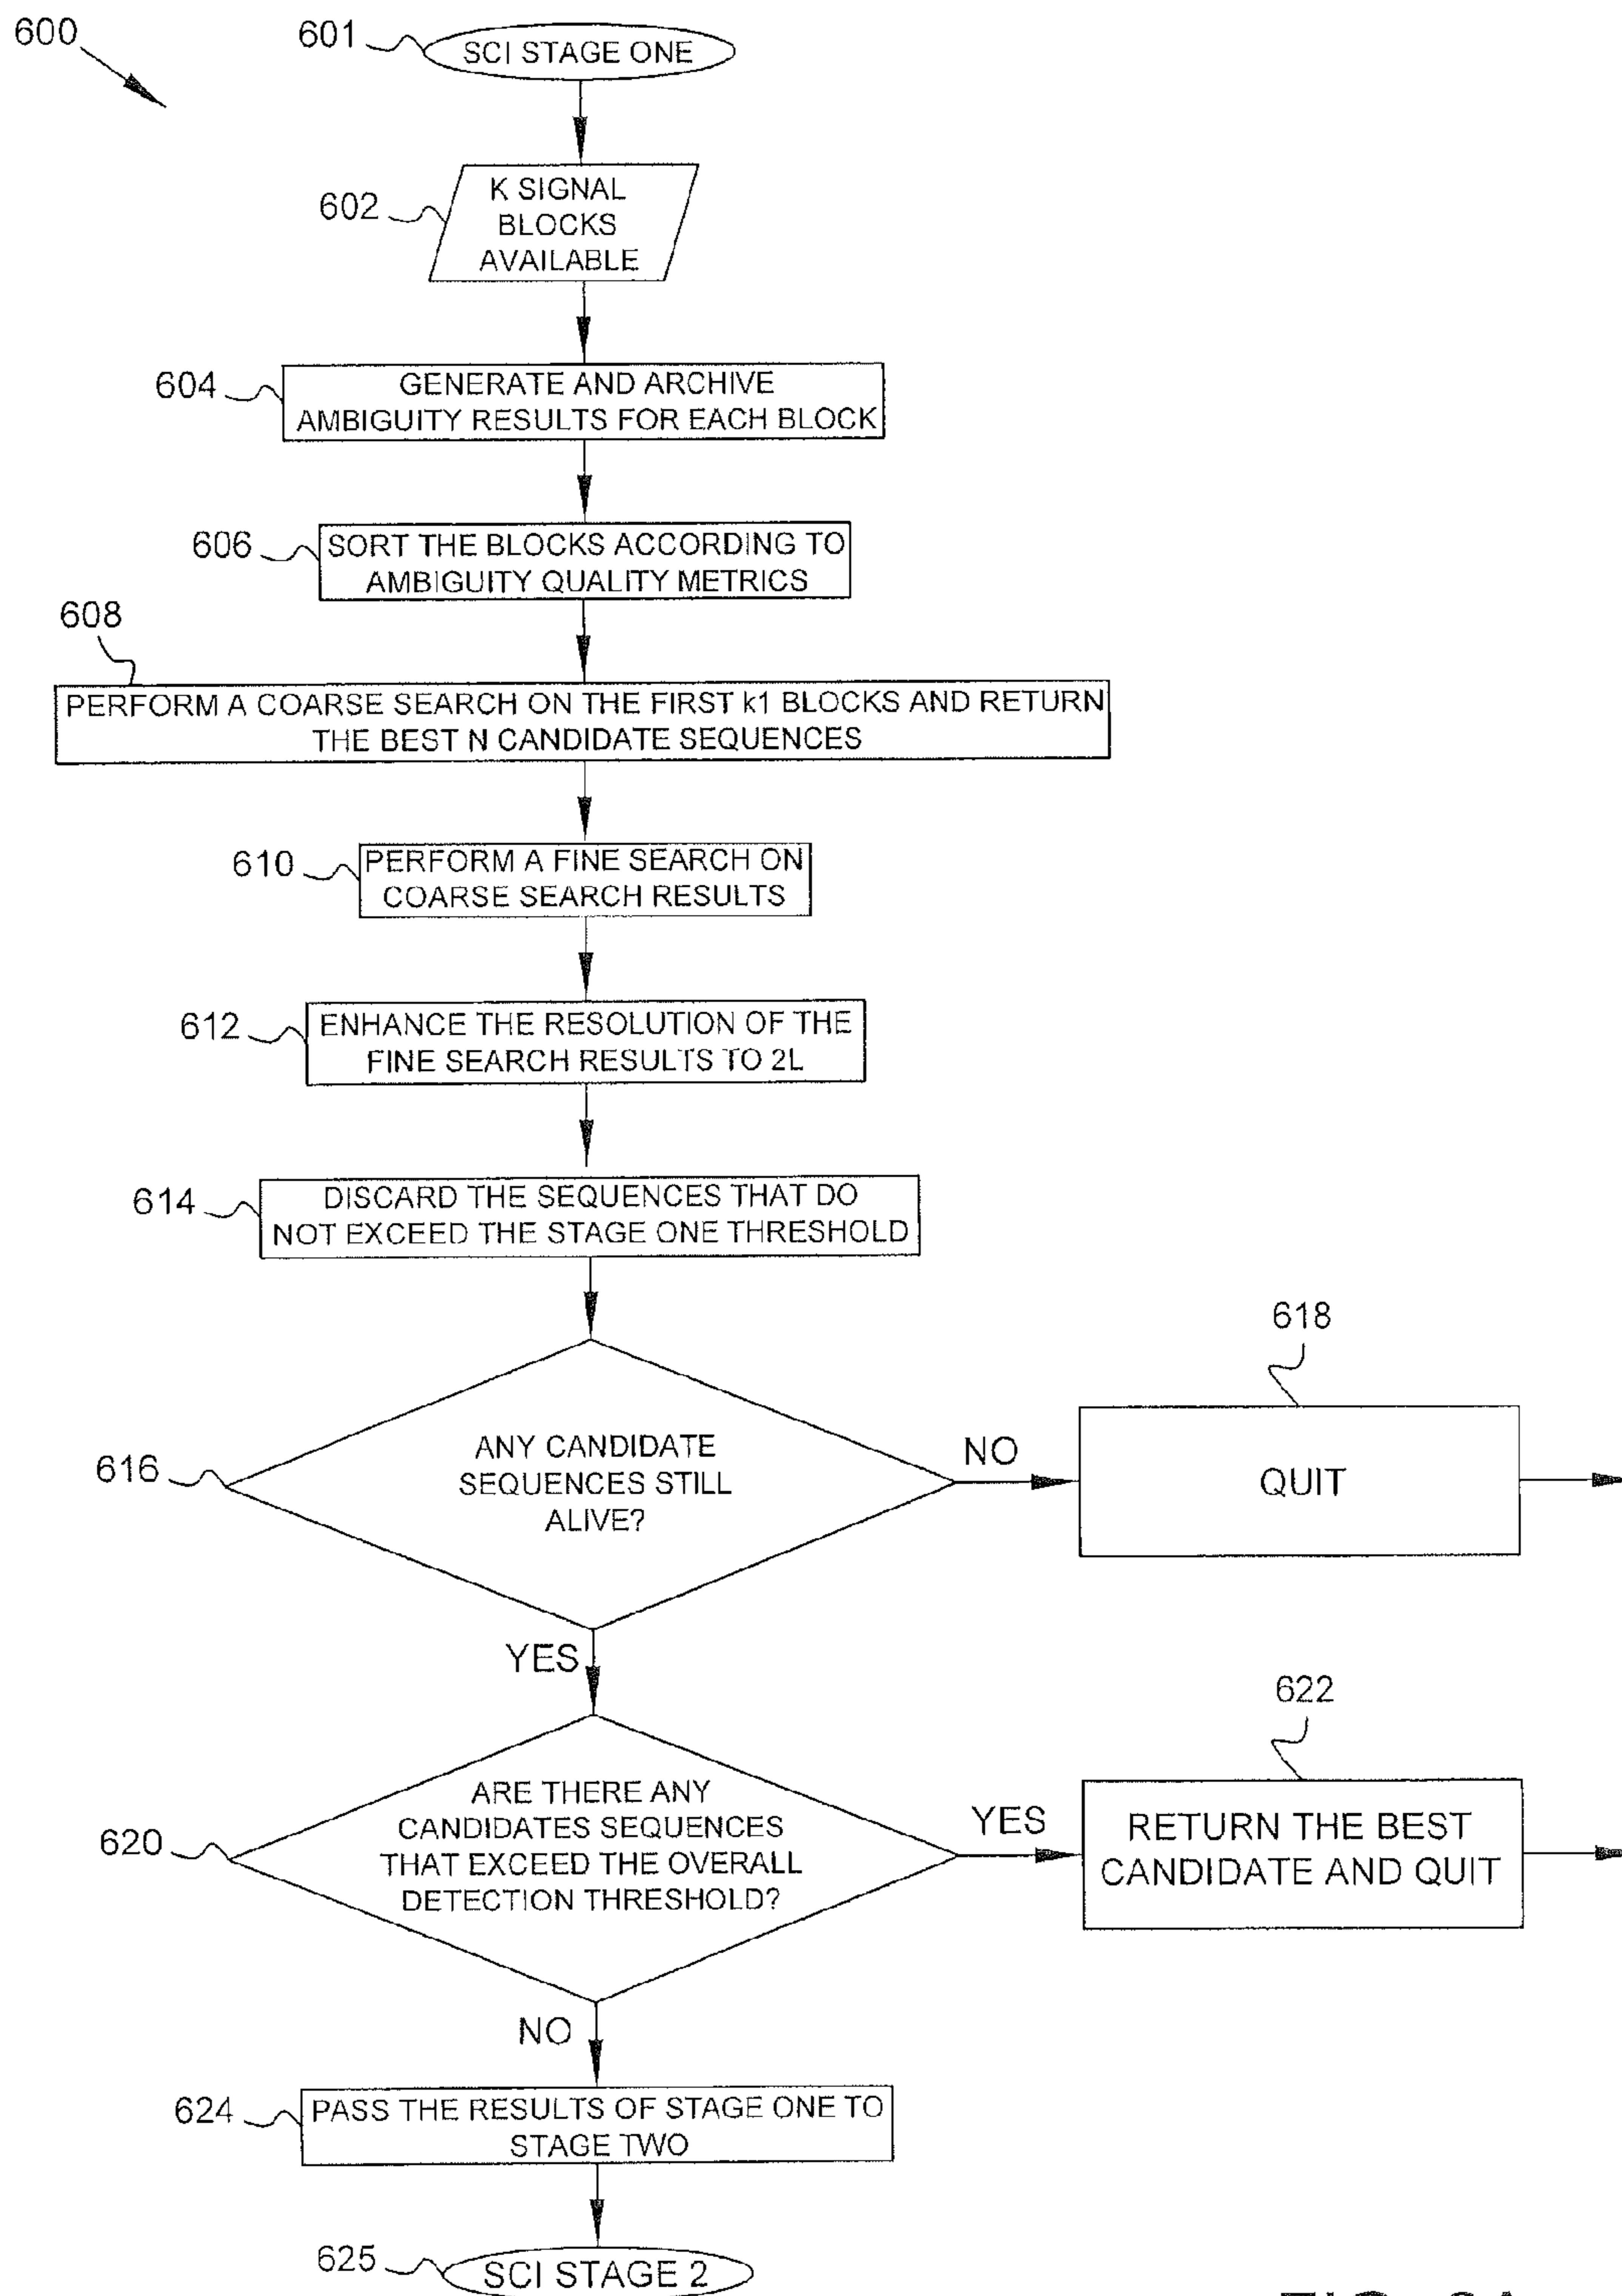 600
601
SCI STAGE ONE
602
K SIGNAL
BLOCKS
AVAILABLE
604
GENERATE AND ARCHIVE
AMBIGUITY RESULTS FOR EACH BLOCK
606
SORT THE BLOCKS ACCORDING TO
AMBIGUITY QUALITY METRICS
608
PERFORM A COARSE SEARCH ON THE FIRST k1 BLOCKS AND RETURN
THE BEST N CANDIDATE SEQUENCES
610
PERFORM A FINE SEARCH ON
COARSE SEARCH RESULTS
612
ENHANCE THE RESOLUTION OF THE
FINE SEARCH RESULTS TO 2L
614
DISCARD THE SEQUENCES THAT DO
NOT EXCEED THE STAGE ONE THRESHOLD
616
ANY CANDIDATE
SEQUENCES STILL
ALIVE?
NO
618
QUIT
YES
620
ARE THERE ANY
CANDIDATES SEQUENCES
THAT EXCEED THE OVERALL
DETECTION THRESHOLD?
YES
622
RETURN THE BEST
CANDIDATE AND QUIT
NO
624
PASS THE RESULTS OF STAGE ONE TO
STAGE TWO
625
SCI STAGE 2